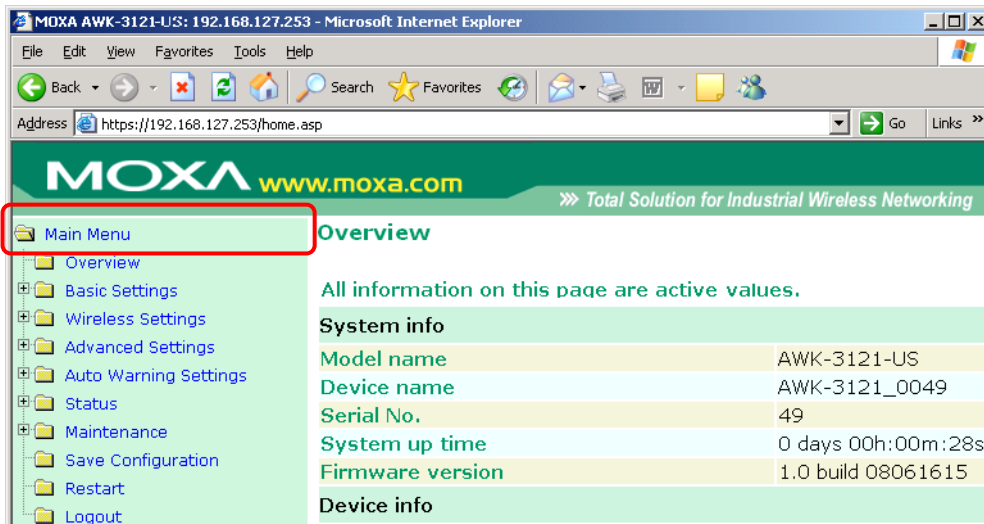 MOXA AWK-3121-US: 192.168.127.253 - Microsoft Internet Explorer
File Edit View Favorites Tools Help
Back Search Favorites
Address https://192.168.127.253/home.asp Go Links »
MOXA www.moxa.com
Total Solution for Industrial Wireless Networking
Main Menu
Overview
Basic Settings
Wireless Settings
Advanced Settings
Auto Warning Settings
Status
Maintenance
Save Configuration
Restart
Logout
Overview
All information on this page are active values.
System info
Model name AWK-3121-US
Device name AWK-3121_0049
Serial No. 49
System up time 0 days 00h:00m:28s
Firmware version 1.0 build 08061615
Device info